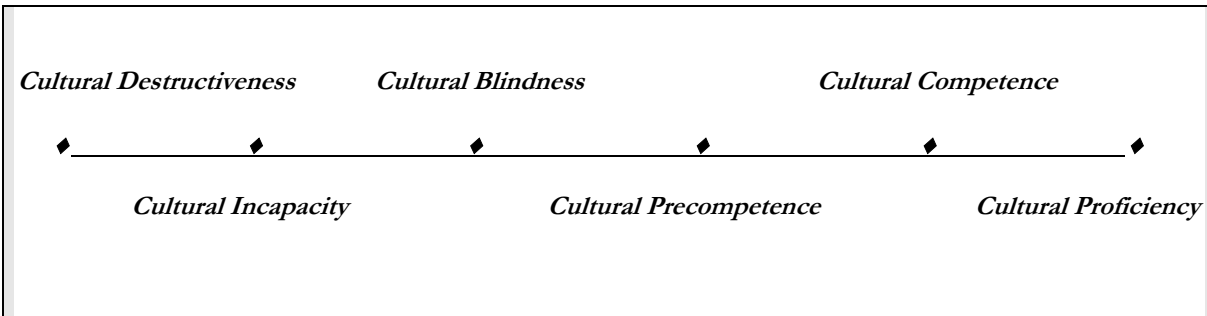 Cultural Destructiveness Cultural Blindness Cultural Competence
Cultural Incapacity Cultural Precompetence Cultural Proficiency